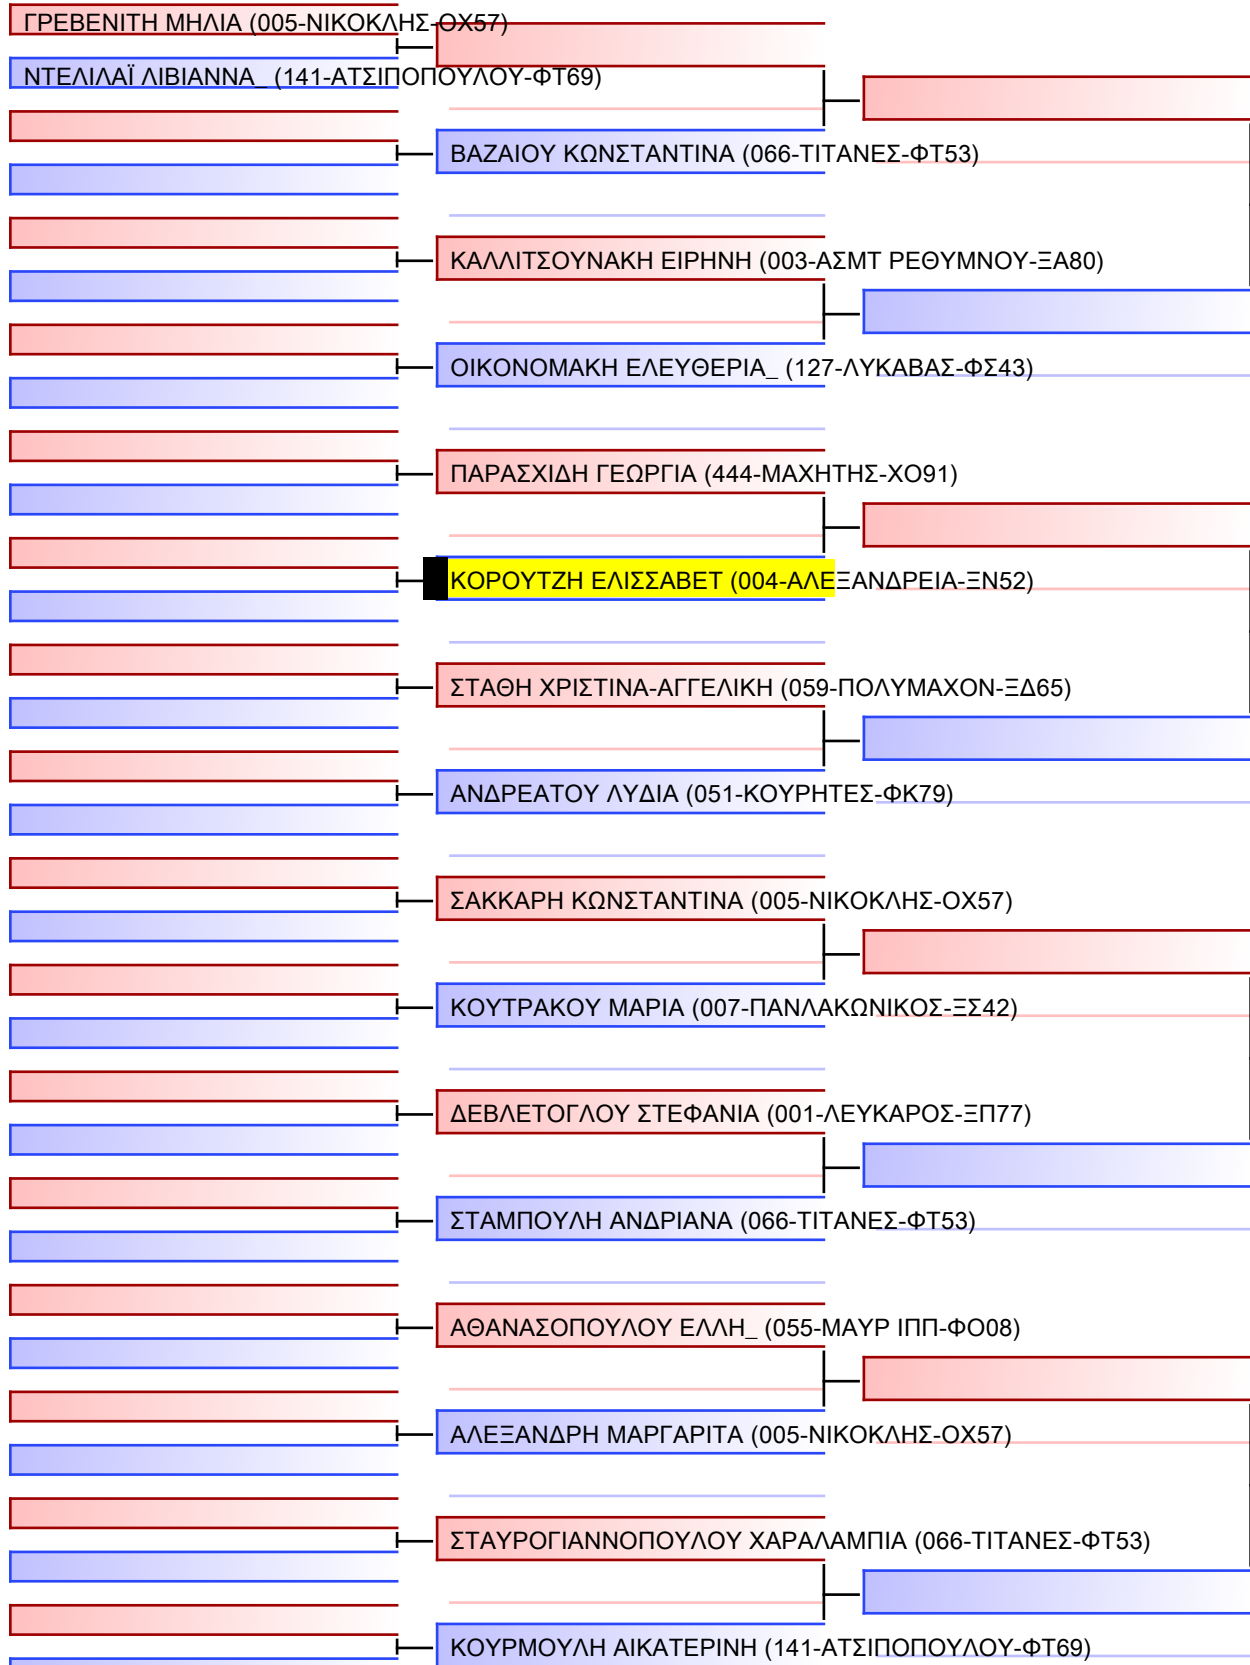 ΓΡΕΒΕΝΙΤΗ ΜΗΛΙΑ (005-ΝΙΚΟΚΛΗΣ-ΟΧ57)
ΝΤΕΛΙΛΑΪ ΛΙΒΙΑΝΝΑ_ (141-ΑΤΣΙΠΟΠΟΥΛΟΥ-ΦΤ69)
ΒΑΖΑΙΟΥ ΚΩΝΣΤΑΝΤΙΝΑ (066-ΤΙΤΑΝΕΣ-ΦΤ53)
ΚΑΛΛΙΤΣΟΥΝΑΚΗ ΕΙΡΗΝΗ (003-ΑΣΜΤ ΡΕΘΥΜΝΟΥ-ΞΑ80)
ΟΙΚΟΝΟΜΑΚΗ ΕΛΕΥΘΕΡΙΑ_ (127-ΛΥΚΑΒΑΣ-ΦΣ43)
ΠΑΡΑΣΧΙΔΗ ΓΕΩΡΓΙΑ (444-ΜΑΧΗΤΗΣ-ΧΟ91)
ΚΟΡΟΥΤΖΗ ΕΛΙΣΣΑΒΕΤ (004-ΑΛΕΞΑΝΔΡΕΙΑ-ΞΝ52)
ΣΤΑΘΗ ΧΡΙΣΤΙΝΑ-ΑΓΓΕΛΙΚΗ (059-ΠΟΛΥΜΑΧΟΝ-ΞΔ65)
ΑΝΔΡΕΑΤΟΥ ΛΥΔΙΑ (051-ΚΟΥΡΗΤΕΣ-ΦΚ79)
ΣΑΚΚΑΡΗ ΚΩΝΣΤΑΝΤΙΝΑ (005-ΝΙΚΟΚΛΗΣ-ΟΧ57)
ΚΟΥΤΡΑΚΟΥ ΜΑΡΙΑ (007-ΠΑΝΛΑΚΩΝΙΚΟΣ-ΞΣ42)
ΔΕΒΛΕΤΟΓΛΟΥ ΣΤΕΦΑΝΙΑ (001-ΛΕΥΚΑΡΟΣ-ΞΠ77)
ΣΤΑΜΠΟΥΛΗ ΑΝΔΡΙΑΝΑ (066-ΤΙΤΑΝΕΣ-ΦΤ53)
ΑΘΑΝΑΣΟΠΟΥΛΟΥ ΕΛΛΗ_ (055-ΜΑΥΡ ΙΠΠ-ΦΟ08)
ΑΛΕΞΑΝΔΡΗ ΜΑΡΓΑΡΙΤΑ (005-ΝΙΚΟΚΛΗΣ-ΟΧ57)
ΣΤΑΥΡΟΓΙΑΝΝΟΠΟΥΛΟΥ ΧΑΡΑΛΑΜΠΙΑ (066-ΤΙΤΑΝΕΣ-ΦΤ53)
ΚΟΥΡΜΟΥΛΗ ΑΙΚΑΤΕΡΙΝΗ (141-ΑΤΣΙΠΟΠΟΥΛΟΥ-ΦΤ69)